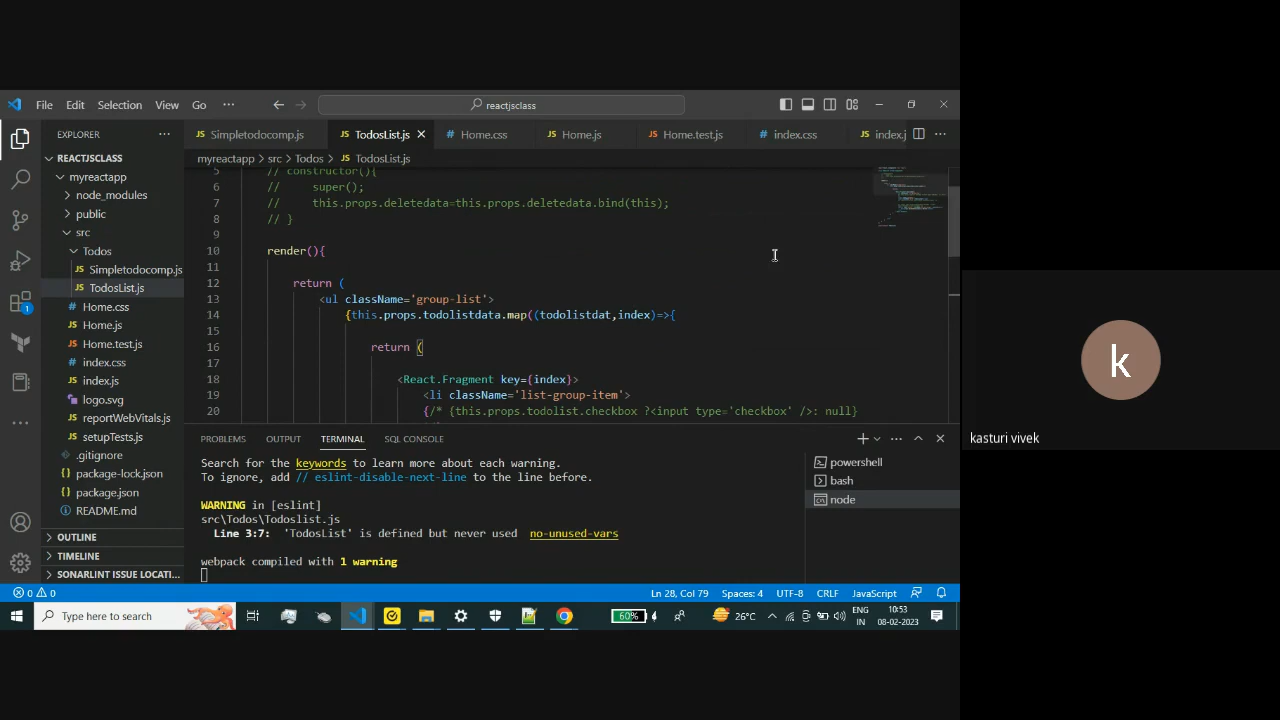 File Edit Selection View Go ··· reactjsclass
EXPLORER
REACTJSCLASS
myreactapp
node_modules
public
src
Todos
Simpletodocomp.js
TodosList.js
Home.css
Home.js
Home.test.js
index.css
index.js
logo.svg
reportWebVitals.js
setupTests.js
.gitignore
package-lock.json
package.json
README.md
OUTLINE
TIMELINE
SONARLINT ISSUE LOCATI...
1
Simpletodocomp.js TodosList.js Home.css Home.js Home.test.js index.css index.j
myreactapp > src > Todos > TodosList.js
5 // constructor(){
6 //     super();
7 //     this.props.deletedata=this.props.deletedata.bind(this);
8 // }
9
10 render(){
11
12 return (
13 <ul className='group-list'>
14 {this.props.todolistdata.map((todolistdat,index)=>{
15
16 return (
17
18 <React.Fragment key={index}>
19 <li className='list-group-item'>
20 {/* {this.props.todolist.checkbox ?<input type='checkbox' />: null}
PROBLEMS OUTPUT TERMINAL SQL CONSOLE
Search for the keywords to learn more about each warning.
To ignore, add // eslint-disable-next-line to the line before.
WARNING in [eslint]
src\Todos\Todoslist.js
Line 3:7: 'TodosList' is defined but never used no-unused-vars
webpack compiled with 1 warning
powershell
bash
node
0 0 Ln 28, Col 79 Spaces: 4 UTF-8 CRLF JavaScript
Type here to search 60% 26°C ENG 10:53
IN 08-02-2023
k
kasturi vivek